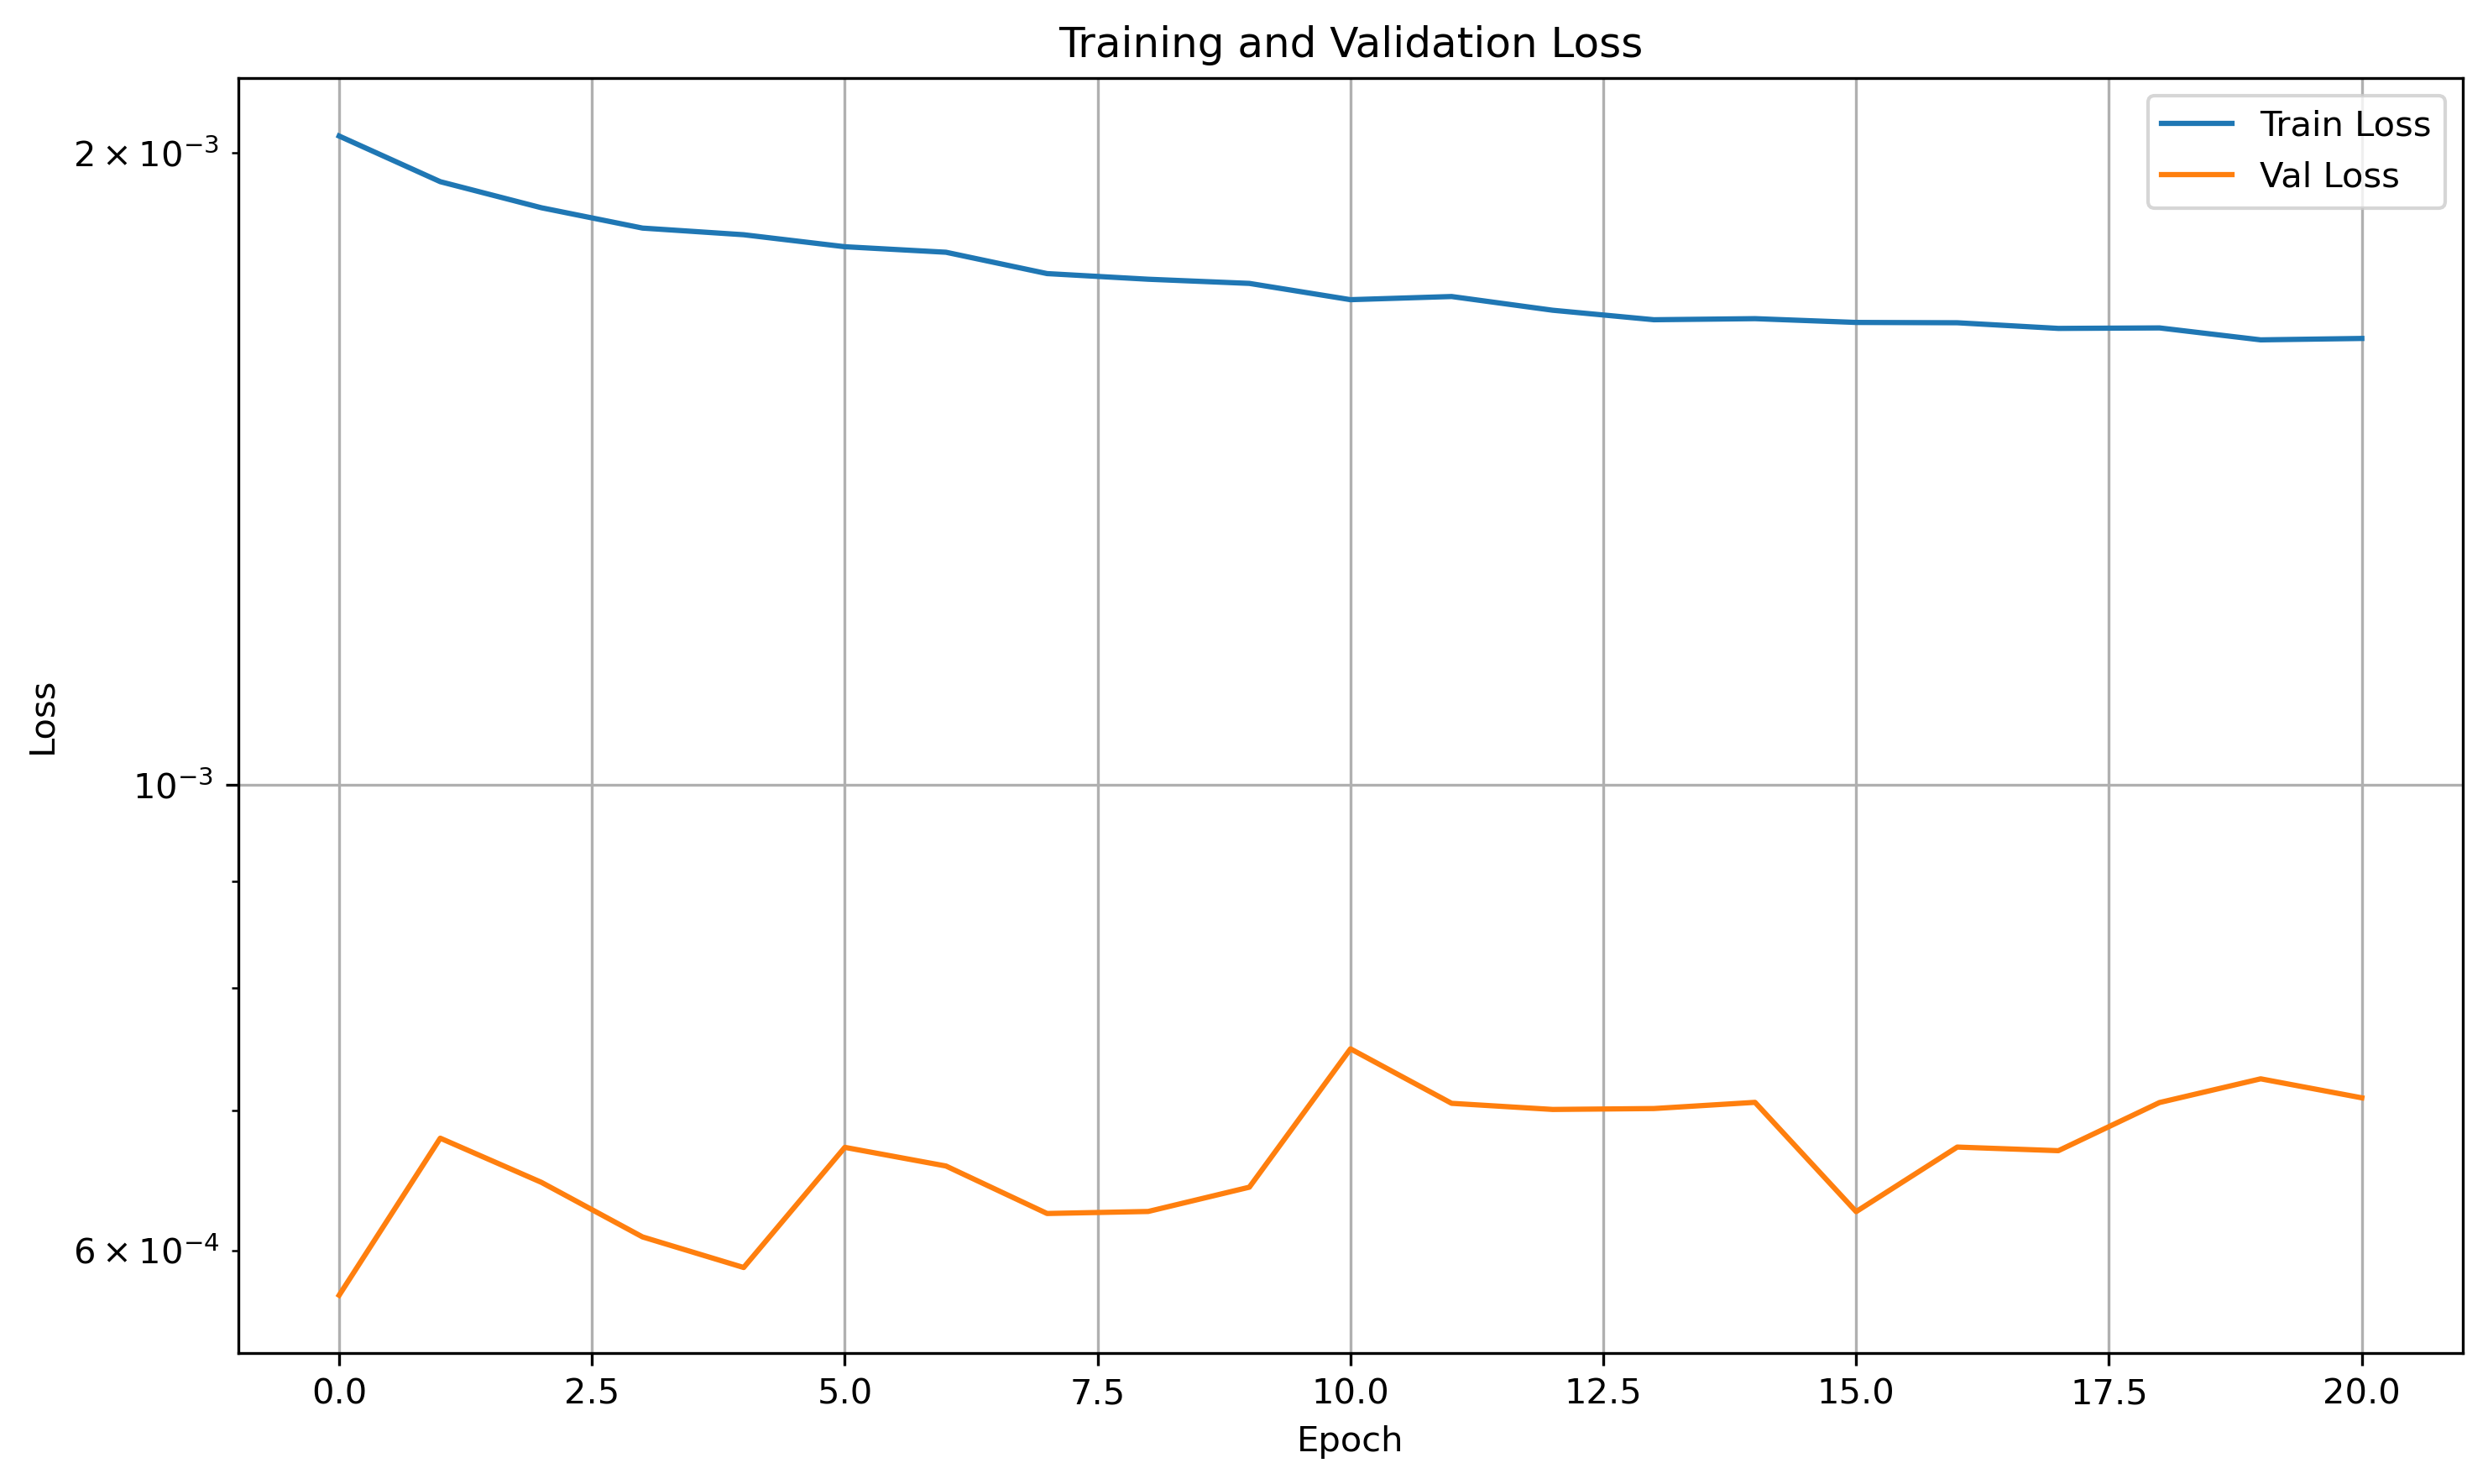 Training and Validation Loss
Train Loss
Val Loss
2 × 10⁻³
10⁻³
6 × 10⁻⁴
Loss
0.0 2.5 5.0 7.5 10.0 12.5 15.0 17.5 20.0
Epoch